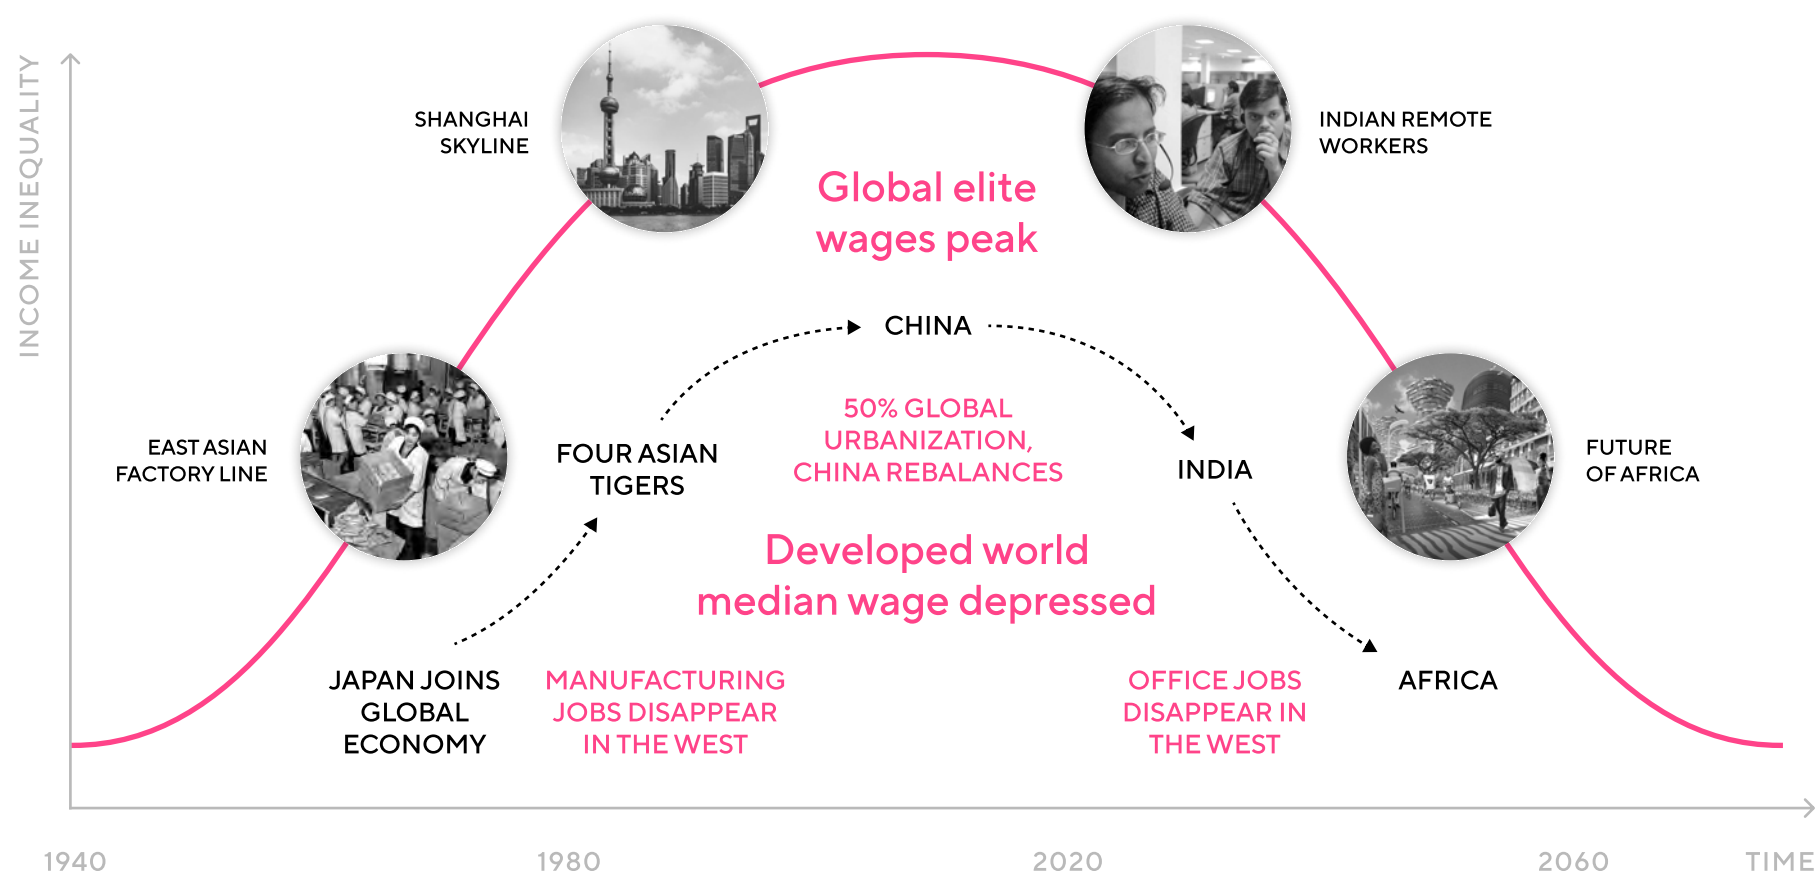 INCOME INEQUALITY
SHANGHAI
SKYLINE
INDIAN REMOTE
WORKERS
Global elite
wages peak
CHINA
50% GLOBAL
URBANIZATION,
CHINA REBALANCES
EAST ASIAN
FACTORY LINE
FOUR ASIAN
TIGERS
INDIA
FUTURE
OF AFRICA
Developed world
median wage depressed
JAPAN JOINS
GLOBAL
ECONOMY
MANUFACTURING
JOBS DISAPPEAR
IN THE WEST
OFFICE JOBS
DISAPPEAR IN
THE WEST
AFRICA
1940
1980
2020
2060
TIME